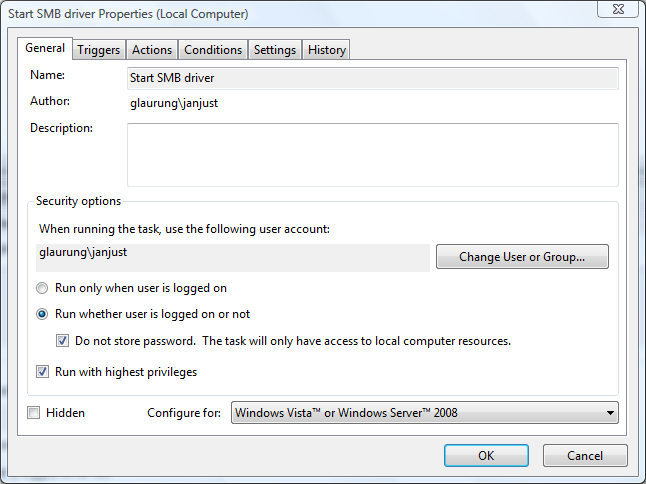 Start SMB driver Properties (Local Computer)
General Triggers Actions Conditions Settings History
Name: Start SMB driver
Author: glaurung\janjust
Description:
Security options
When running the task, use the following user account:
glaurung\janjust Change User or Group...
Run only when user is logged on
Run whether user is logged on or not
Do not store password. The task will only have access to local computer resources.
Run with highest privileges
Hidden Configure for: Windows Vista™ or Windows Server™ 2008
OK Cancel